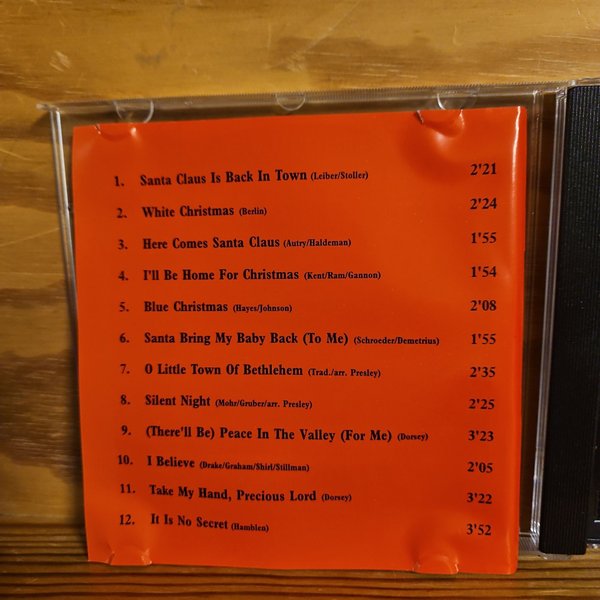 1. Santa Claus Is Back In Town (Leiber/Stoller) 2'21
2. White Christmas (Berlin) 2'24
3. Here Comes Santa Claus (Autry/Haldeman) 1'55
4. I'll Be Home For Christmas (Kent/Ram/Gannon) 1'54
5. Blue Christmas (Hayes/Johnson) 2'08
6. Santa Bring My Baby Back (To Me) (Schroeder/Demetrius) 1'55
7. O Little Town Of Bethlehem (Trad./arr. Presley) 2'35
8. Silent Night (Mohr/Gruber/arr. Presley) 2'25
9. (There'll Be) Peace In The Valley (For Me) (Dorsey) 3'23
10. I Believe (Drake/Graham/Shirl/Stillman) 2'05
11. Take My Hand, Precious Lord (Dorsey) 3'22
12. It Is No Secret (Hamblen) 3'52